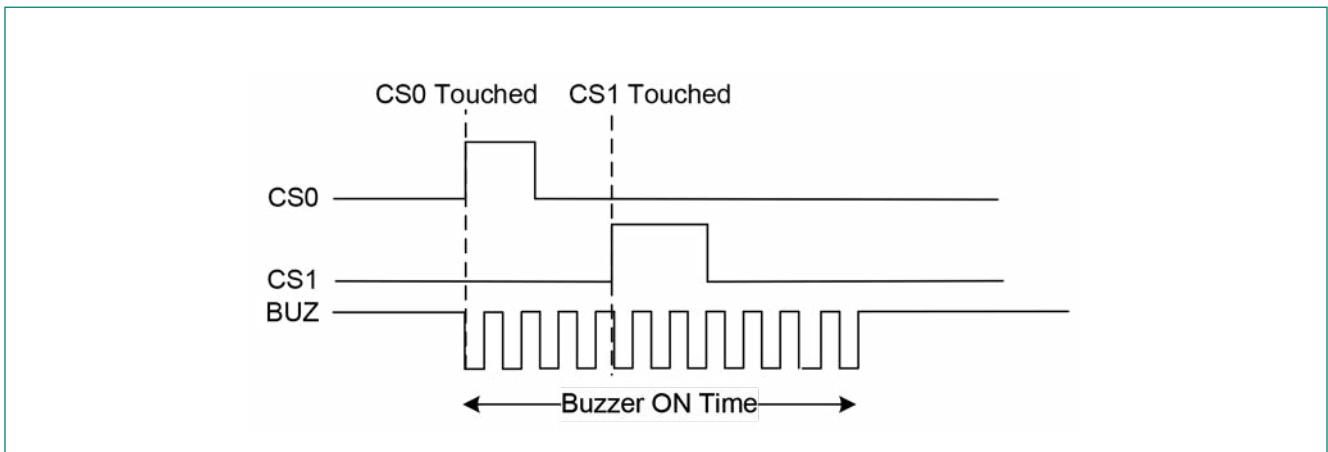 CS0 Touched CS1 Touched
CS0
CS1
BUZ
Buzzer ON Time